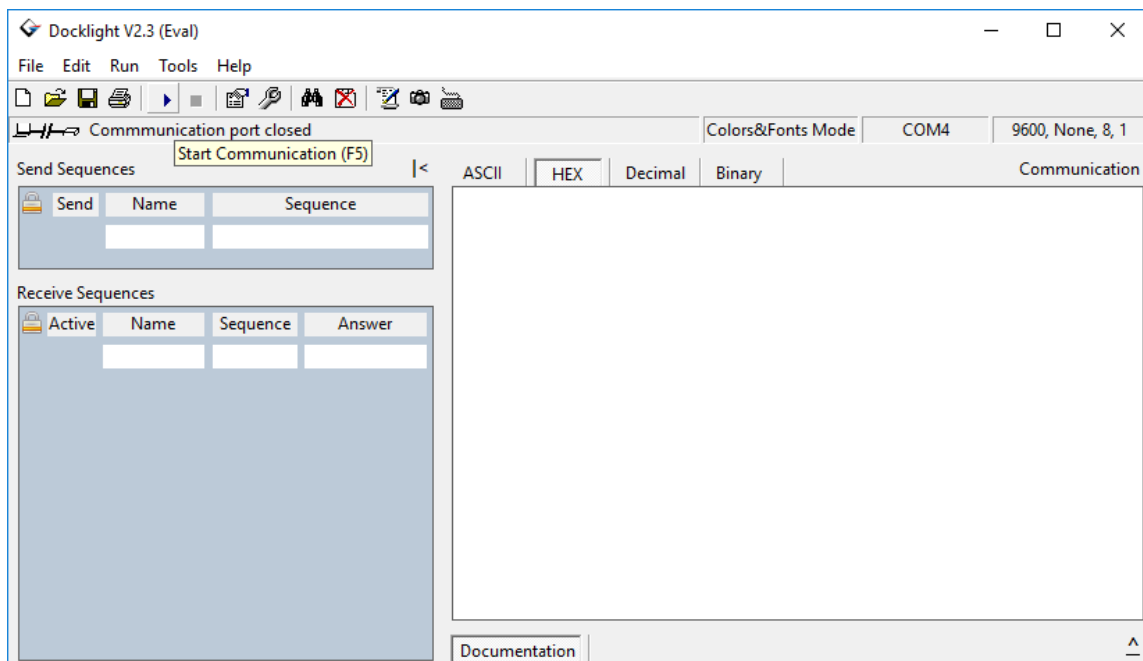 Docklight V2.3 (Eval)
File Edit Run Tools Help
Commmunication port closed Colors&Fonts Mode COM4 9600, None, 8, 1
Start Communication (F5)
Send Sequences |< ASCII HEX Decimal Binary Communication
Send Name Sequence
Receive Sequences
Active Name Sequence Answer
Documentation ^